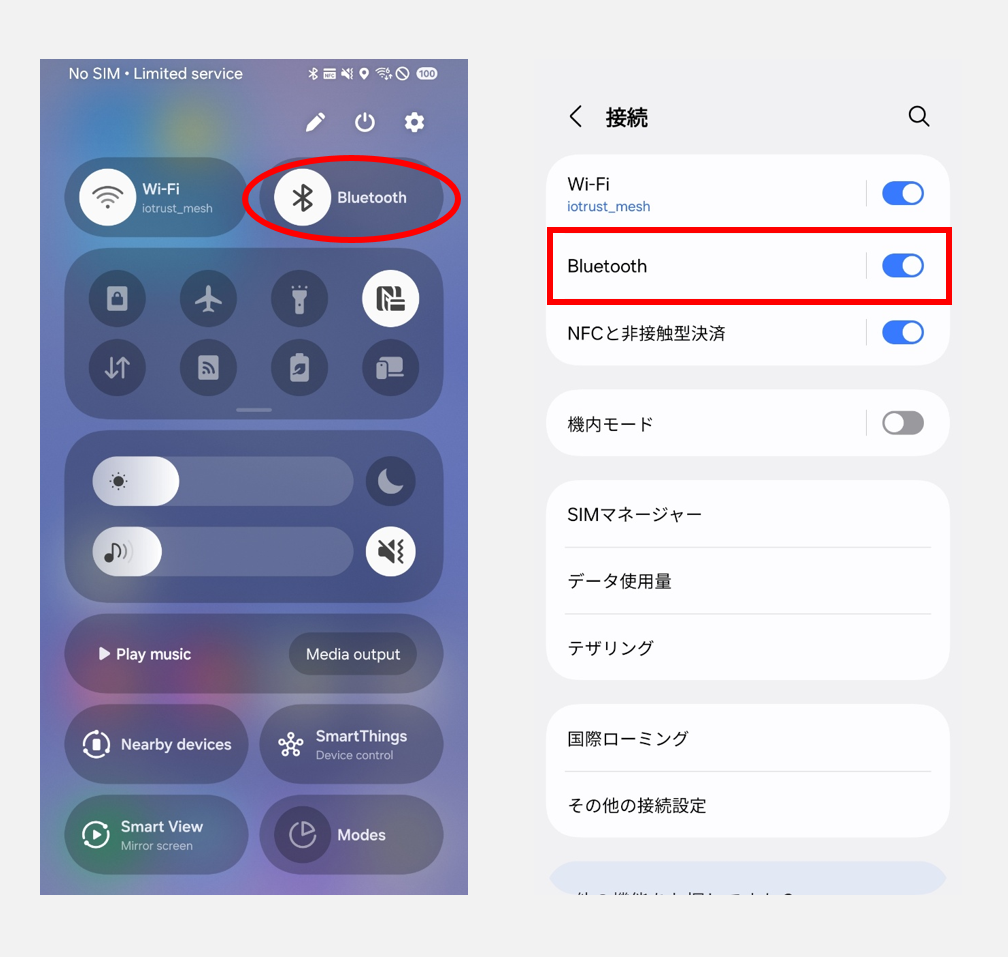 No SIM • Limited service
NFC
100
Wi-Fi
iotrust_mesh
Bluetooth
Play music
Media output
Nearby devices
SmartThings
Device control
Smart View
Mirror screen
Modes
接続
Wi-Fi
iotrust_mesh
Bluetooth
NFCと非接触型決済
機内モード
SIMマネージャー
データ使用量
テザリング
国際ローミング
その他の接続設定